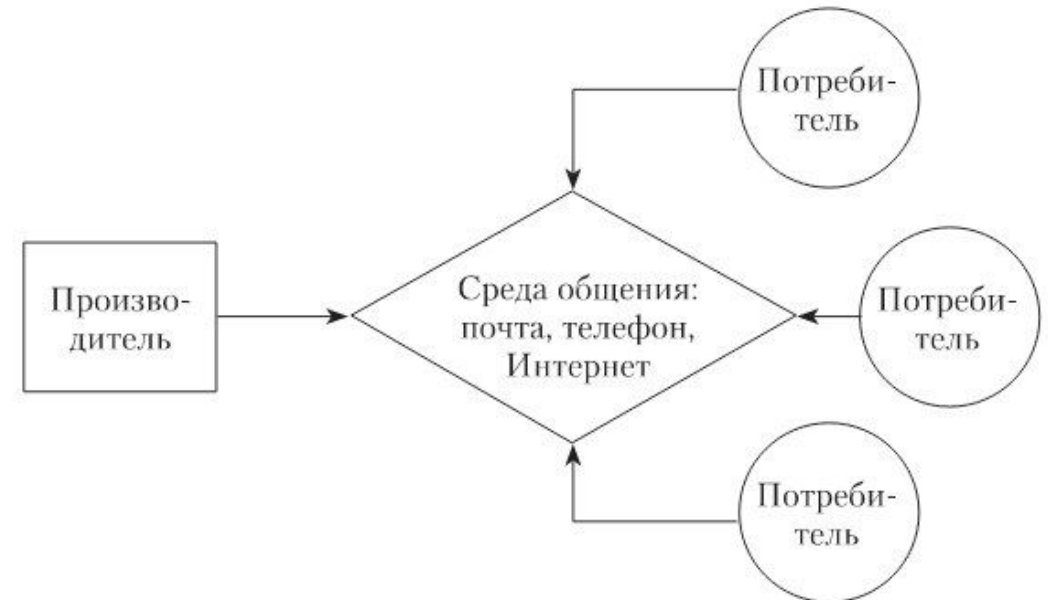 Потреби-
тель
Произво-
дитель
Среда общения:
почта, телефон,
Интернет
Потреби-
тель
Потреби-
тель